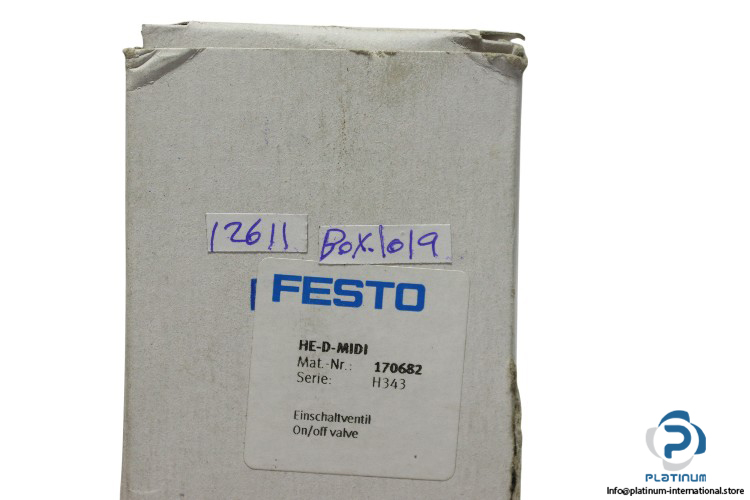 12611 Box.1019
FESTO
HE-D-MIDI
Mat.-Nr.: 170682
Serie: H343
Einschaltventil
On/off valve
PLATINUM
Info@platinum-international.store